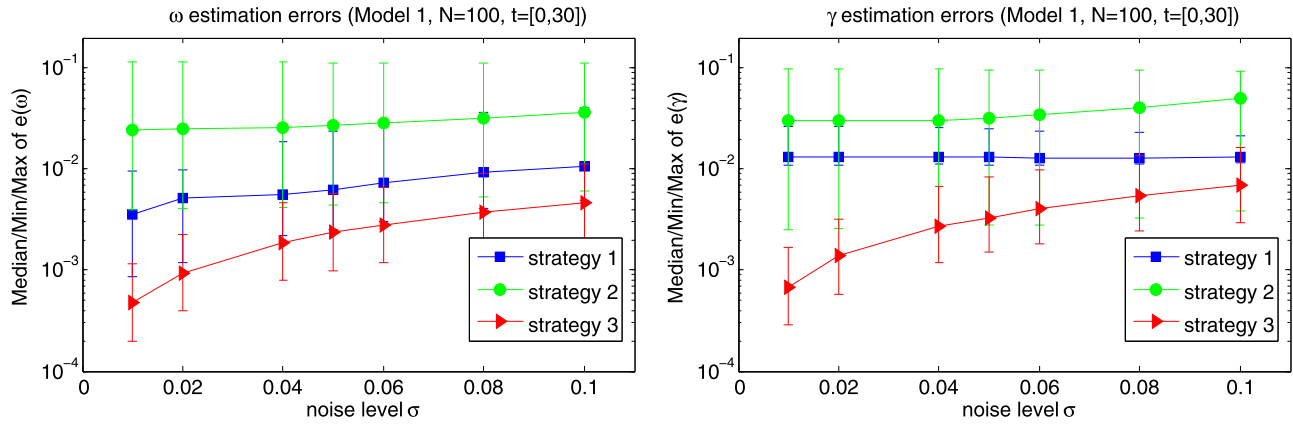 ω estimation errors (Model 1, N=100, t=[0,30])
Median/Min/Max of e(ω)
10⁻¹
10⁻²
10⁻³
10⁻⁴
0 0.02 0.04 0.06 0.08 0.1
noise level σ
strategy 1
strategy 2
strategy 3
γ estimation errors (Model 1, N=100, t=[0,30])
Median/Min/Max of e(γ)
10⁻¹
10⁻²
10⁻³
10⁻⁴
0 0.02 0.04 0.06 0.08 0.1
noise level σ
strategy 1
strategy 2
strategy 3